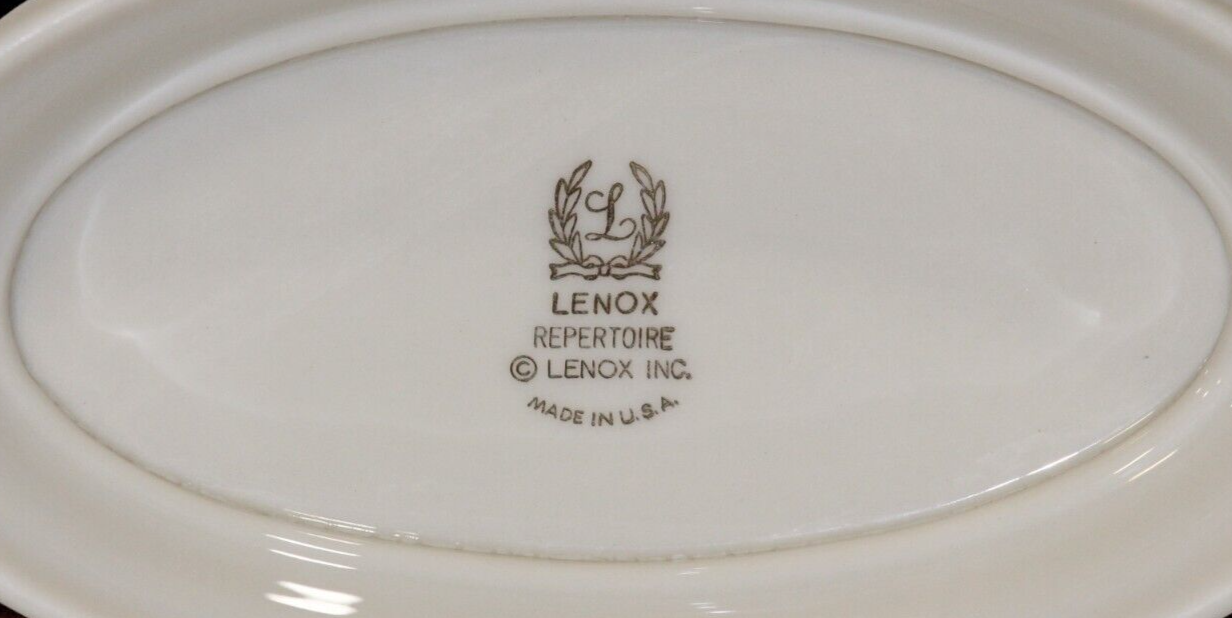 L
LENOX
REPERTOIRE
© LENOX INC.
MADE IN U.S.A.